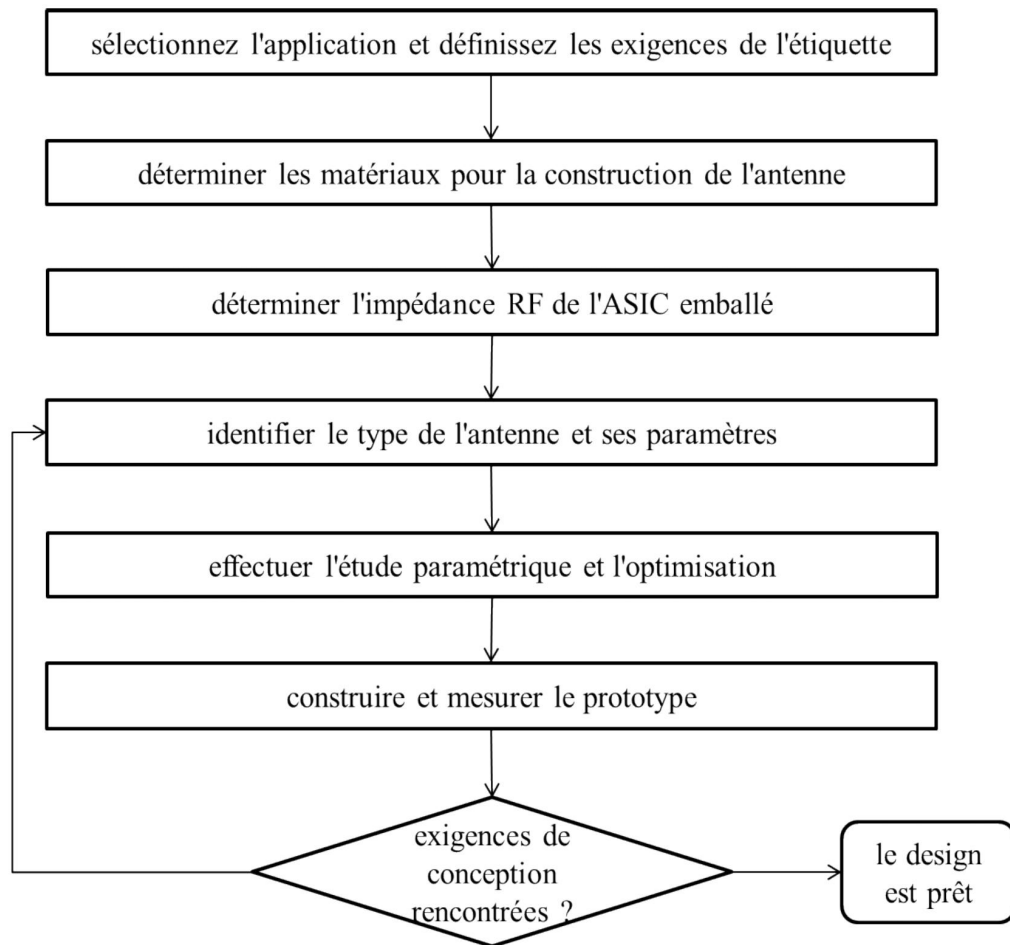 sélectionnez l'application et définissez les exigences de l'étiquette
déterminer les matériaux pour la construction de l'antenne
déterminer l'impédance RF de l'ASIC emballé
identifier le type de l'antenne et ses paramètres
effectuer l'étude paramétrique et l'optimisation
construire et mesurer le prototype
exigences de
conception
rencontrées ?
le design
est prêt